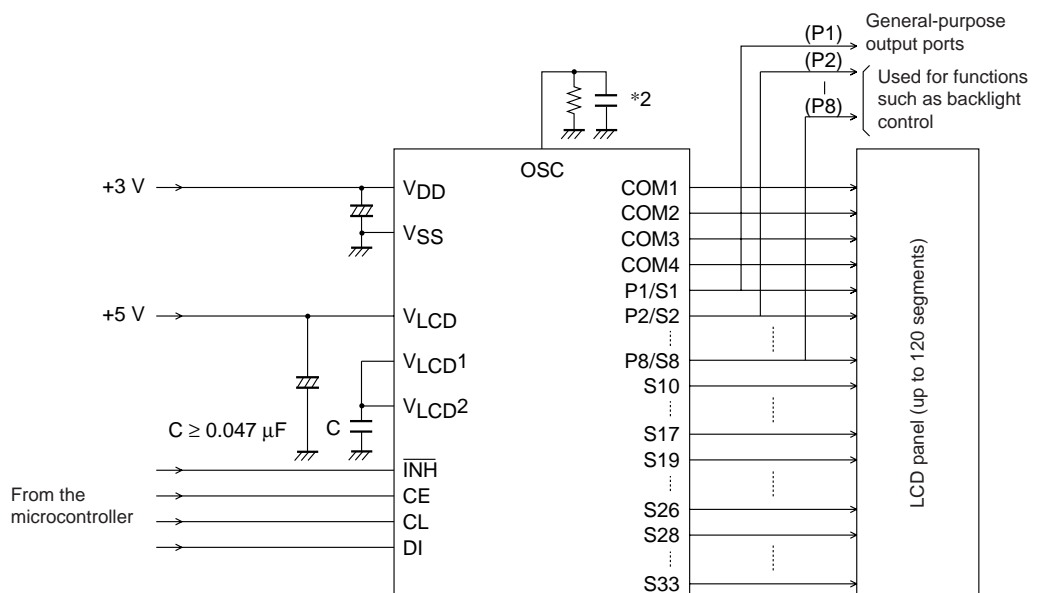 General-purpose
output ports
(P1)
(P2)
(P8)
Used for functions
such as backlight
control
*2
OSC
+3 V
VDD
VSS
+5 V
VLCD
VLCD1
VLCD2
C ≥ 0.047 μF
C
From the
microcontroller
INH
CE
CL
DI
COM1
COM2
COM3
COM4
P1/S1
P2/S2
P8/S8
S10
S17
S19
S26
S28
S33
LCD panel (up to 120 segments)